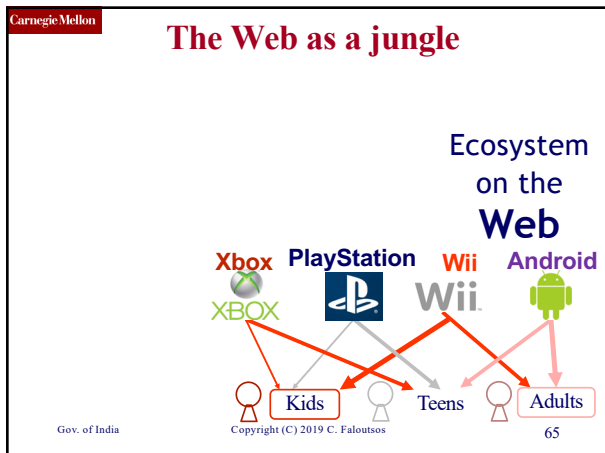 Carnegie Mellon
The Web as a jungle
Ecosystem
on the
Web
Xbox PlayStation Wii Android
XBOX Wii
Kids Teens Adults
Gov. of India Copyright (C) 2019 C. Faloutsos 65